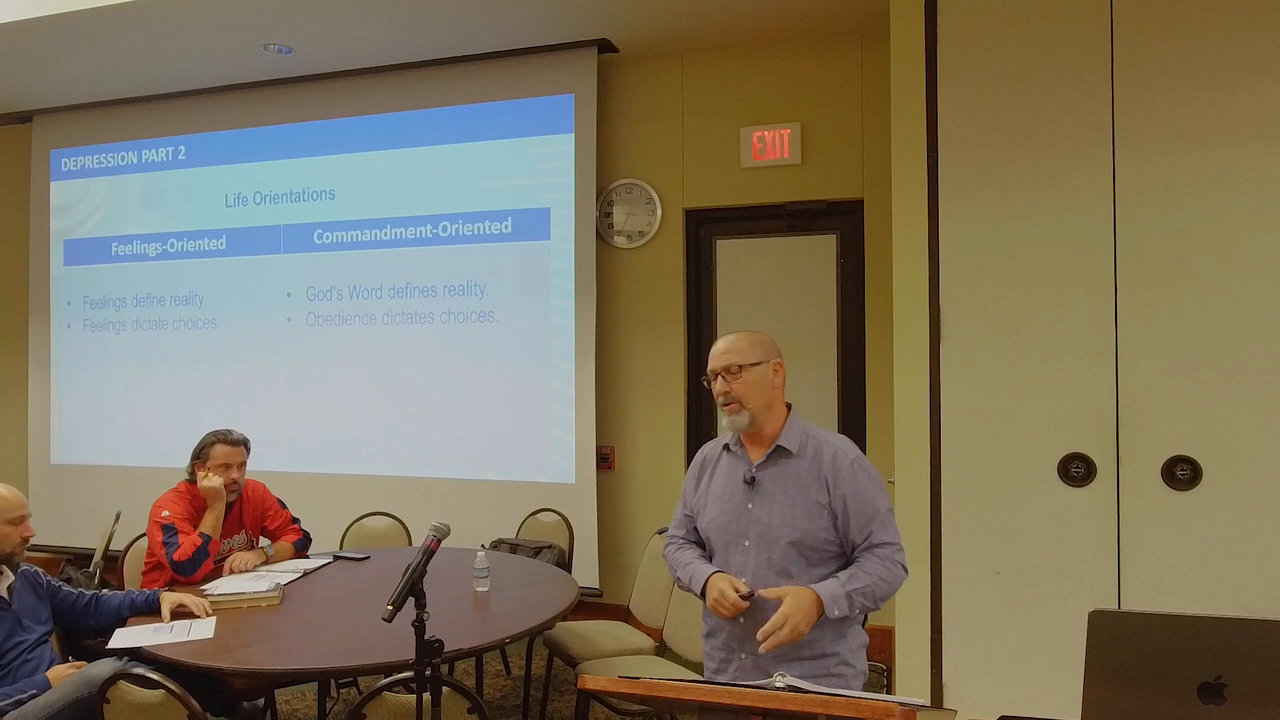 DEPRESSION PART 2
Life Orientations
Feelings-Oriented
Commandment-Oriented
• Feelings define reality.
• Feelings dictate choices.
• God's Word defines reality.
• Obedience dictates choices.
EXIT